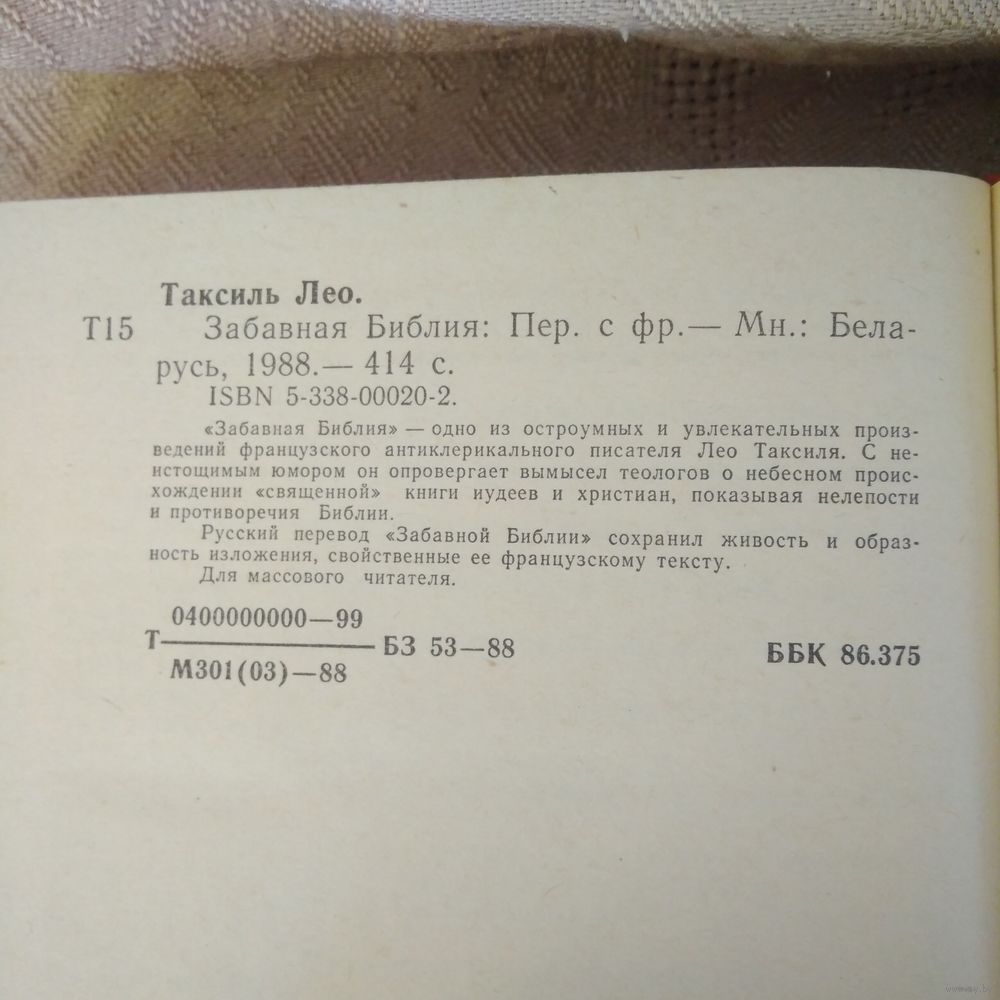 Таксиль Лео.
Т15 Забавная Библия: Пер. с фр.— Мн.: Бела-
русь, 1988.— 414 с.
ISBN 5-338-00020-2.
«Забавная Библия» — одно из остроумных и увлекательных произ-
ведений французского антиклерикального писателя Лео Таксиля. С не-
истощимым юмором он опровергает вымысел теологов о небесном проис-
хождении «священной» книги иудеев и христиан, показывая нелепости
и противоречия Библии.
Русский перевод «Забавной Библии» сохранил живость и образ-
ность изложения, свойственные ее французскому тексту.
Для массового читателя.
0400000000—99
Т— БЗ 53—88 ББК 86.375
М301(03)—88